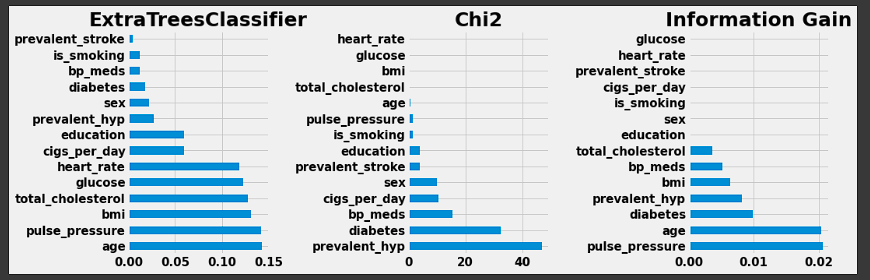 ExtraTreesClassifier
prevalent_stroke
is_smoking
bp_meds
diabetes
sex
prevalent_hyp
education
cigs_per_day
heart_rate
glucose
total_cholesterol
bmi
pulse_pressure
age
0.00 0.05 0.10 0.15
Chi2
heart_rate
glucose
bmi
total_cholesterol
age
pulse_pressure
is_smoking
education
prevalent_stroke
sex
cigs_per_day
bp_meds
diabetes
prevalent_hyp
0 20 40
Information Gain
glucose
heart_rate
prevalent_stroke
cigs_per_day
is_smoking
sex
education
total_cholesterol
bp_meds
bmi
prevalent_hyp
diabetes
age
pulse_pressure
0.00 0.01 0.02